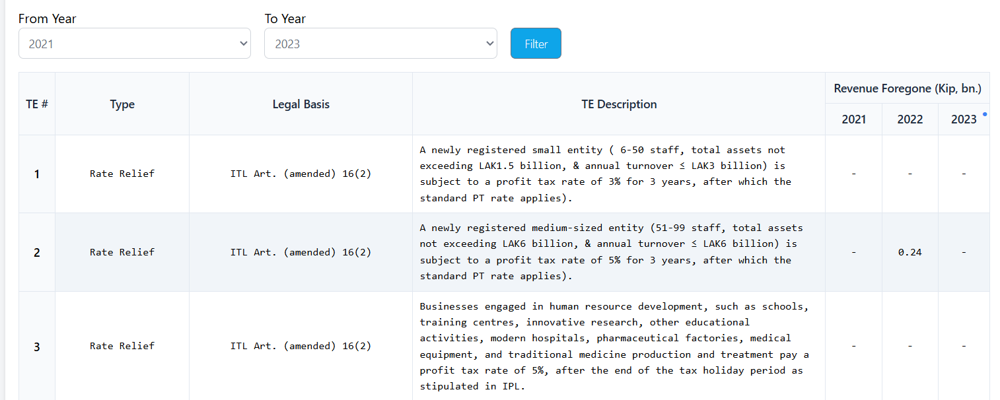 From Year
To Year
2021
2023
Filter
TE #
Type
Legal Basis
TE Description
Revenue Foregone (Kip, bn.)
2021
2022
2023
1
Rate Relief
ITL Art. (amended) 16(2)
A newly registered small entity ( 6-50 staff, total assets not
exceeding LAK1.5 billion, & annual turnover ≤ LAK3 billion) is
subject to a profit tax rate of 3% for 3 years, after which the
standard PT rate applies).
-
-
-
2
Rate Relief
ITL Art. (amended) 16(2)
A newly registered medium-sized entity (51-99 staff, total assets
not exceeding LAK6 billion, & annual turnover ≤ LAK6 billion) is
subject to a profit tax rate of 5% for 3 years, after which the
standard PT rate applies).
-
0.24
-
3
Rate Relief
ITL Art. (amended) 16(2)
Businesses engaged in human resource development, such as schools,
training centres, innovative research, other educational
activities, modern hospitals, pharmaceutical factories, medical
equipment, and traditional medicine production and treatment pay a
profit tax rate of 5%, after the end of the tax holiday period as
stipulated in IPL.
-
-
-